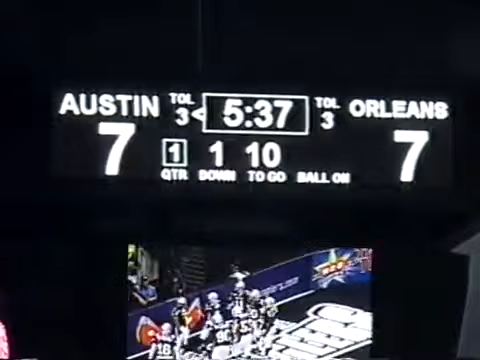 AUSTIN TOL 3 < 5:37 TOL 3 ORLEANS
7 1 1 10 7
QTR DOWN TO GO BALL ON
18